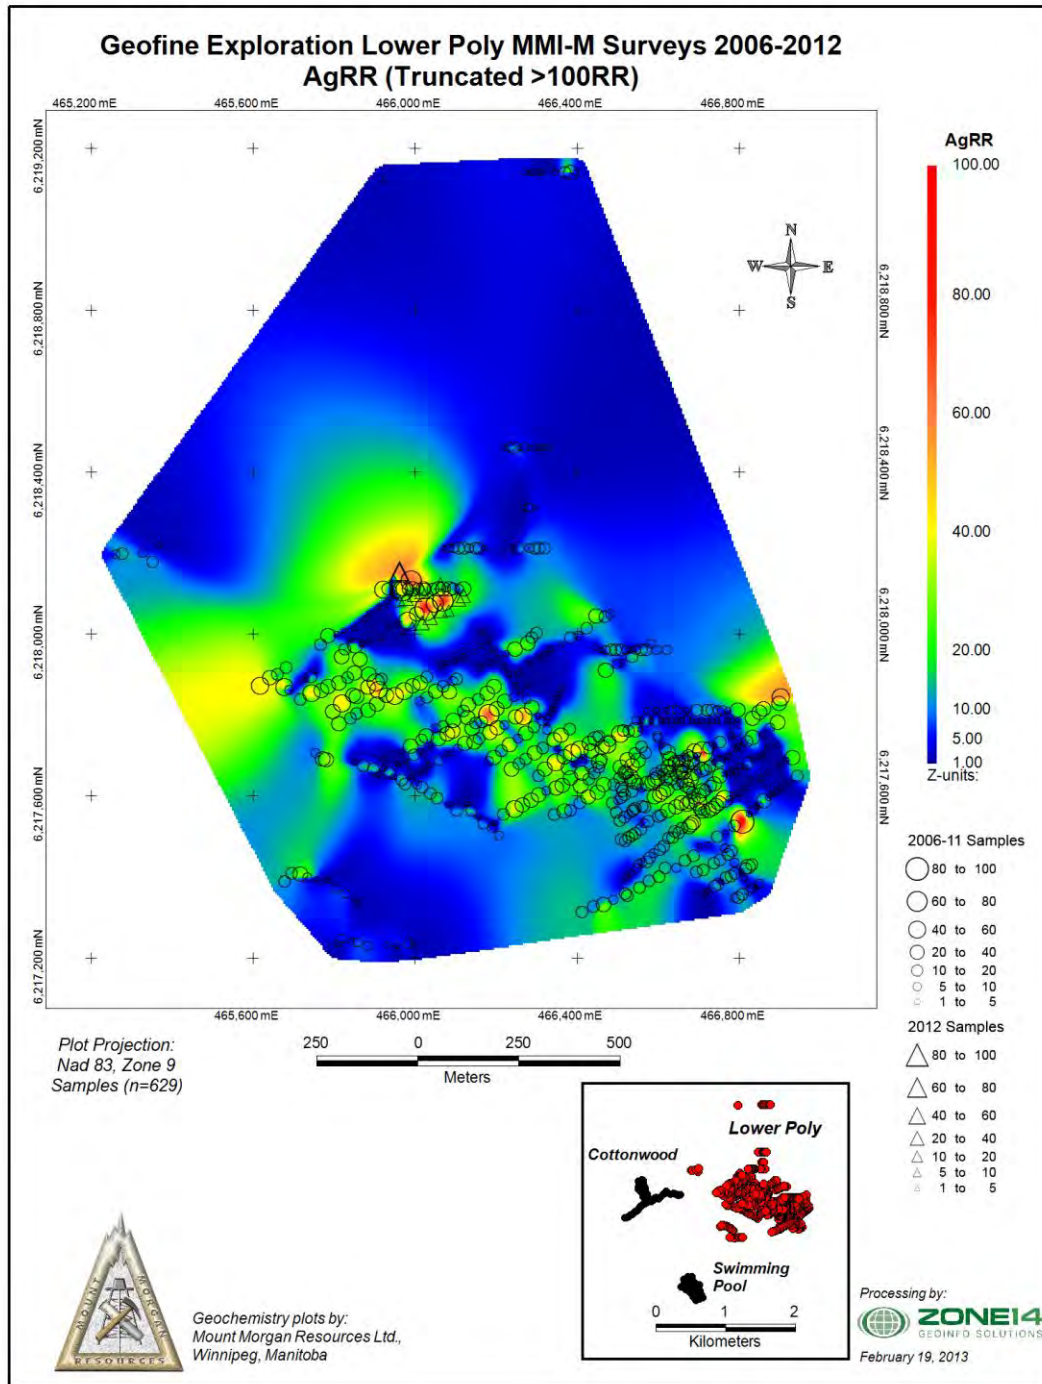 Geofine Exploration Lower Poly MMI-M Surveys 2006-2012
AgRR (Truncated >100RR)
465,200 mE
465,600 mE
466,000 mE
466,400 mE
466,800 mE
6,219,200 mN
6,218,800 mN
6,218,400 mN
6,218,000 mN
6,217,600 mN
6,217,200 mN
N
W
E
S
6,218,800 mN
6,218,400 mN
6,218,000 mN
6,217,600 mN
AgRR
100.00
80.00
60.00
40.00
20.00
10.00
5.00
1.00
Z-units:
2006-11 Samples
80 to 100
60 to 80
40 to 60
20 to 40
10 to 20
5 to 10
1 to 5
2012 Samples
80 to 100
60 to 80
40 to 60
20 to 40
10 to 20
5 to 10
1 to 5
465,600 mE
466,000 mE
466,400 mE
466,800 mE
Plot Projection:
Nad 83, Zone 9
Samples (n=629)
250 0 250 500
Meters
Lower Poly
Cottonwood
Swimming
Pool
0 1 2
Kilometers
MOUNT
MORGAN
RESOURCES
Geochemistry plots by:
Mount Morgan Resources Ltd.,
Winnipeg, Manitoba
Processing by:
ZONE14
GEOINFO SOLUTIONS
February 19, 2013